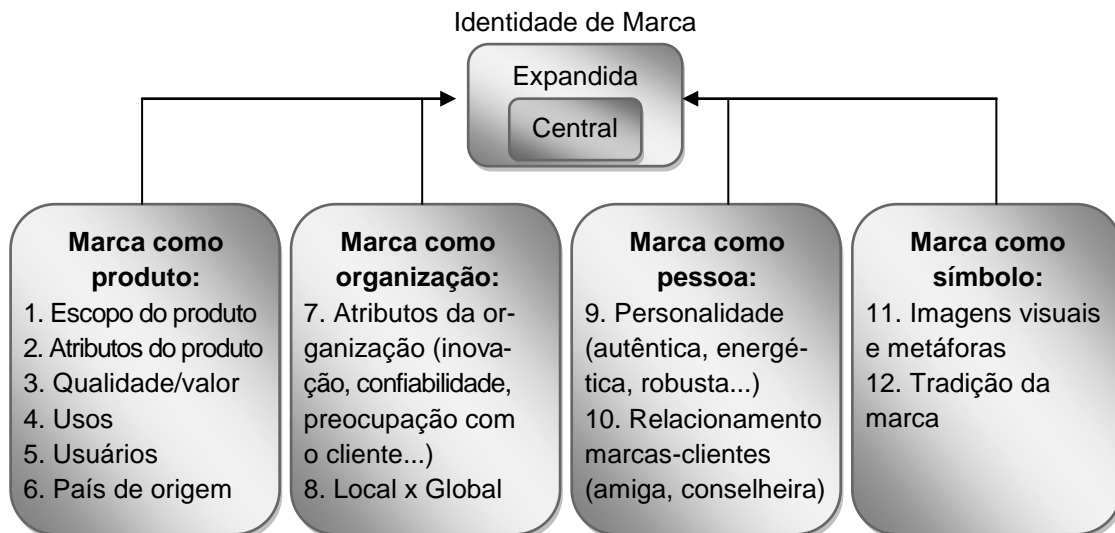 Identidade de Marca
Expandida
Central
Marca como
produto:
1. Escopo do produto
2. Atributos do produto
3. Qualidade/valor
4. Usos
5. Usuários
6. País de origem
Marca como
organização:
7. Atributos da or-
ganização (inova-
ção, confiabilidade,
preocupação com
o cliente...)
8. Local x Global
Marca como
pessoa:
9. Personalidade
(autêntica, energé-
tica, robusta...)
10. Relacionamento
marcas-clientes
(amiga, conselheira)
Marca como
símbolo:
11. Imagens visuais
e metáforas
12. Tradição da
marca